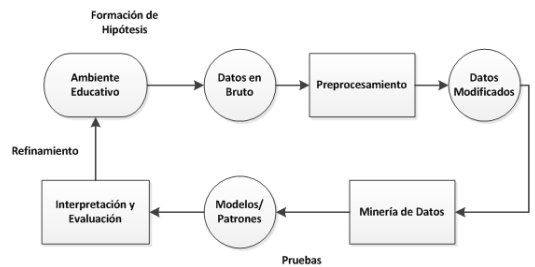 Formación de
Hipótesis
Ambiente
Educativo
Datos en
Bruto
Preprocesamiento
Datos
Modificados
Refinamiento
Interpretación y
Evaluación
Modelos/
Patrones
Minería de Datos
Pruebas